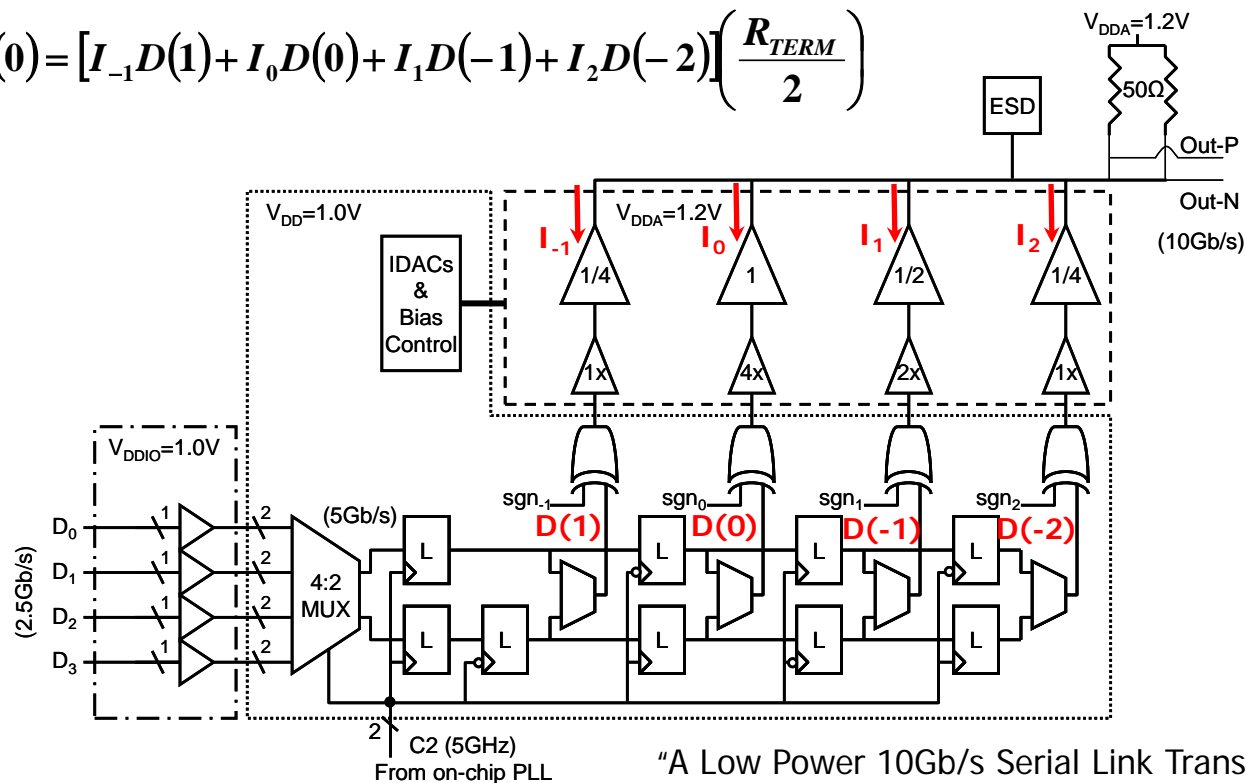 (0) = [I₋₁D(1) + I₀D(0) + I₁D(−1) + I₂D(−2)](R_TERM / 2)
V_DDA=1.2V
50Ω
ESD
Out-P
Out-N
(10Gb/s)
V_DD=1.0V
V_DDA=1.2V
I₋₁
I₀
I₁
I₂
IDACs
&
Bias
Control
1/4
1
1/2
1/4
1x
4x
2x
1x
V_DDIO=1.0V
sgn₋₁
sgn₀
sgn₁
sgn₂
D(1)
D(0)
D(-1)
D(-2)
(5Gb/s)
(2.5Gb/s)
D₀
D₁
D₂
D₃
1
1
1
1
2
2
2
2
4:2
MUX
L
L
L
L
L
L
L
L
L
2
C2 (5GHz)
From on-chip PLL
"A Low Power 10Gb/s Serial Link Trans